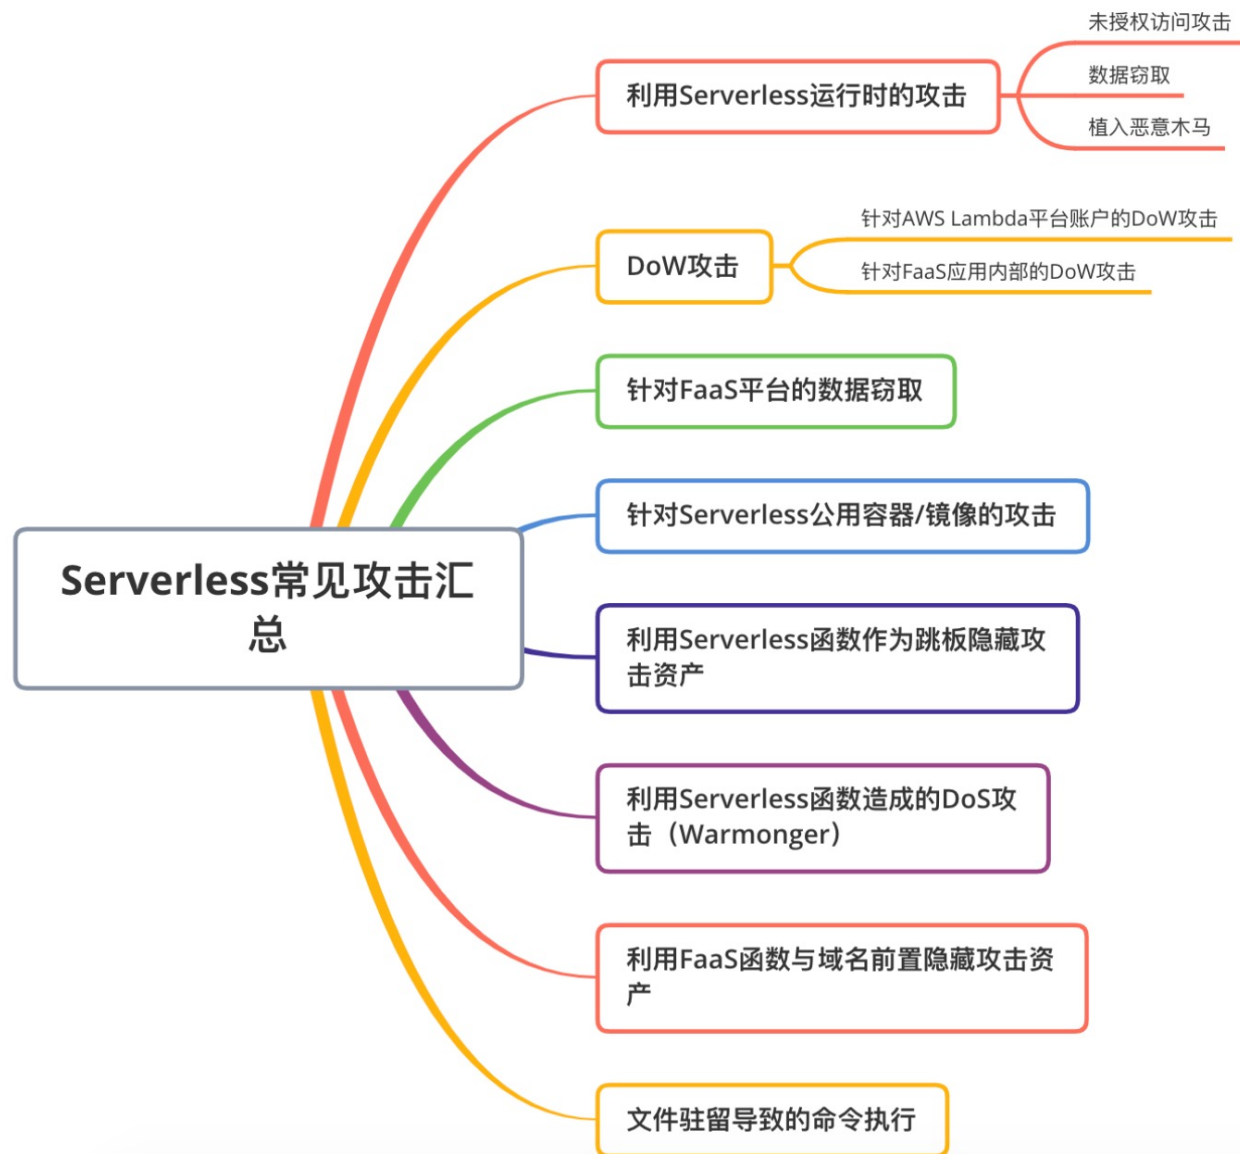 未授权访问攻击
利用Serverless运行时的攻击
数据窃取
植入恶意木马
针对AWS Lambda平台账户的DoW攻击
DoW攻击
针对FaaS应用内部的DoW攻击
针对FaaS平台的数据窃取
针对Serverless公用容器/镜像的攻击
Serverless常见攻击汇
总
利用Serverless函数作为跳板隐藏攻
击资产
利用Serverless函数造成的DoS攻
击（Warmonger）
利用FaaS函数与域名前置隐藏攻击资
产
文件驻留导致的命令执行